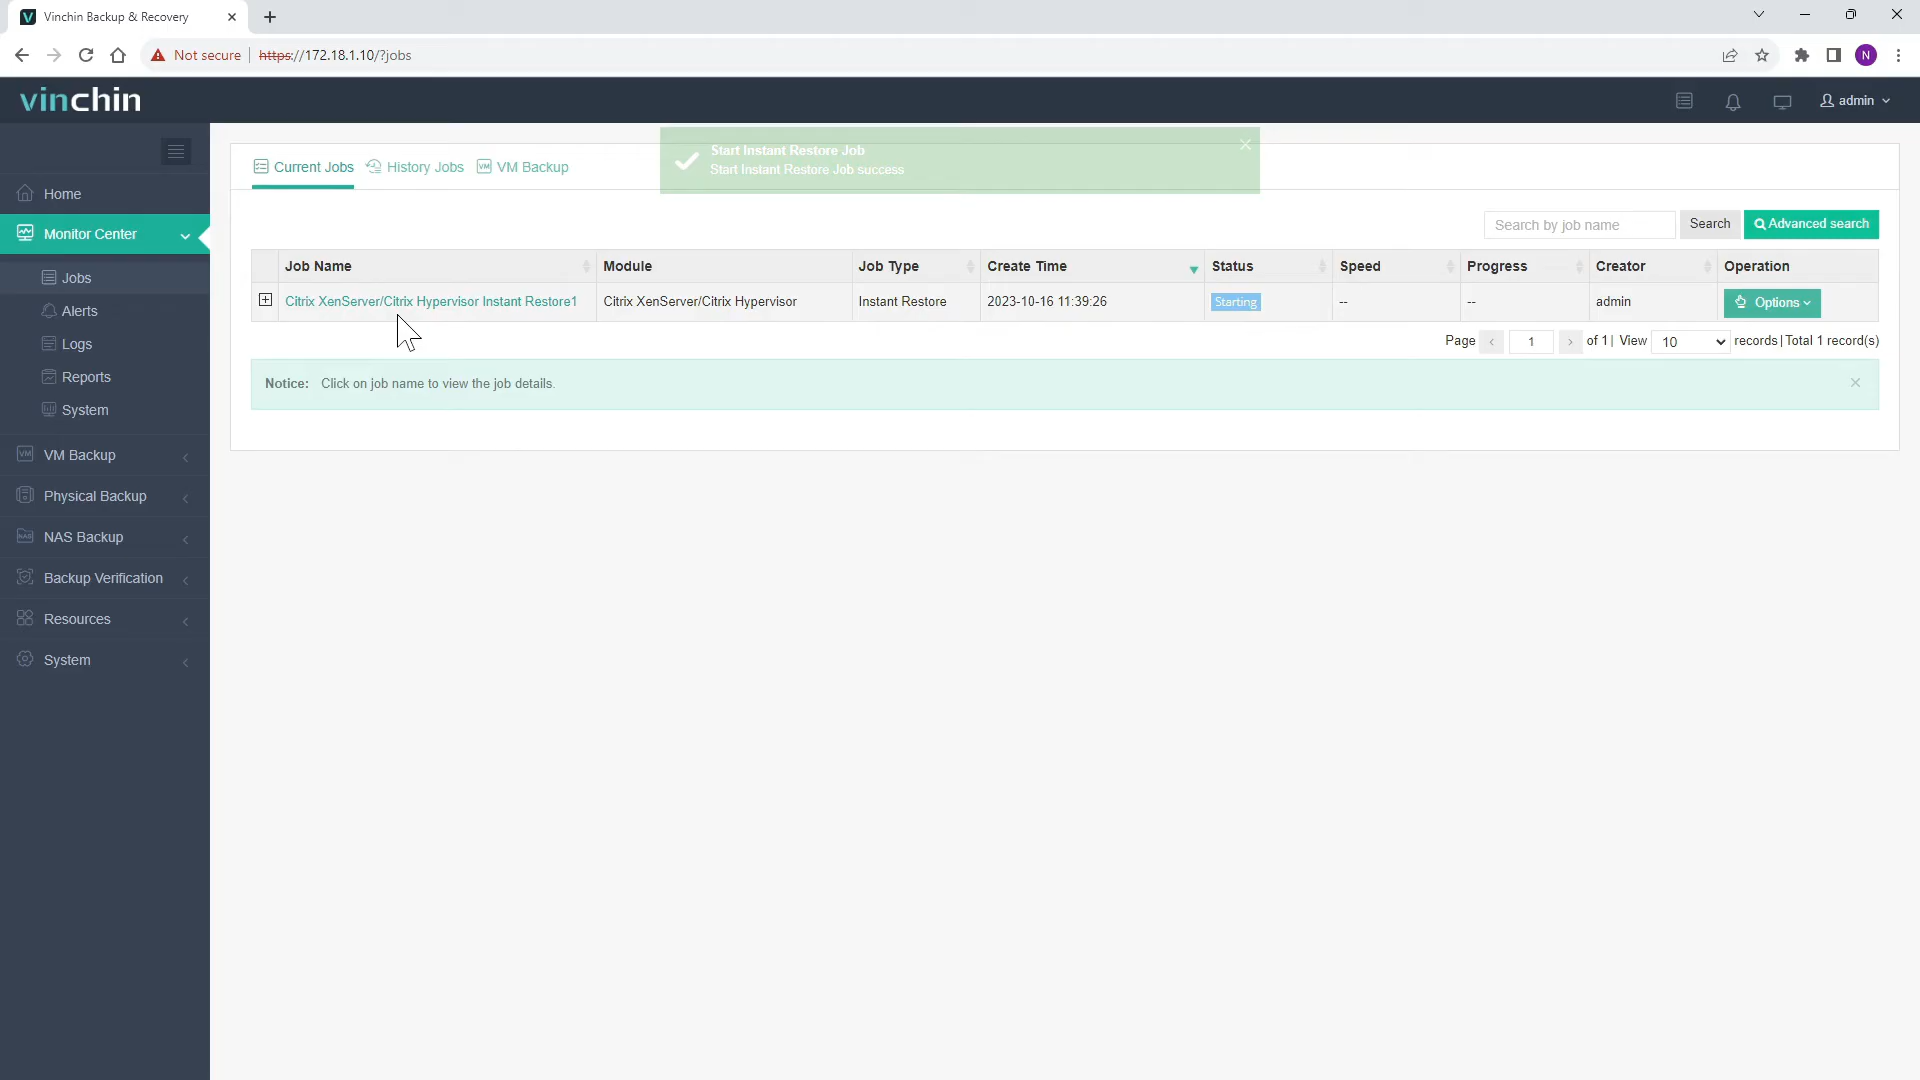 Vinchin Backup & Recovery
Not secure | https://172.18.1.10/?jobs
N
vinchin
admin
Home
Monitor Center
Jobs
Alerts
Logs
Reports
System
VM Backup
Physical Backup
NAS Backup
Backup Verification
Resources
System
Current Jobs History Jobs VM Backup
Start Instant Restore Job
Start Instant Restore Job success
Search by job name Search Advanced search
Job Name Module Job Type Create Time Status Speed Progress Creator Operation
Citrix XenServer/Citrix Hypervisor Instant Restore1 Citrix XenServer/Citrix Hypervisor Instant Restore 2023-10-16 11:39:26 Starting -- -- admin Options
Page 1 of 1 | View 10 records | Total 1 record(s)
Notice: Click on job name to view the job details.